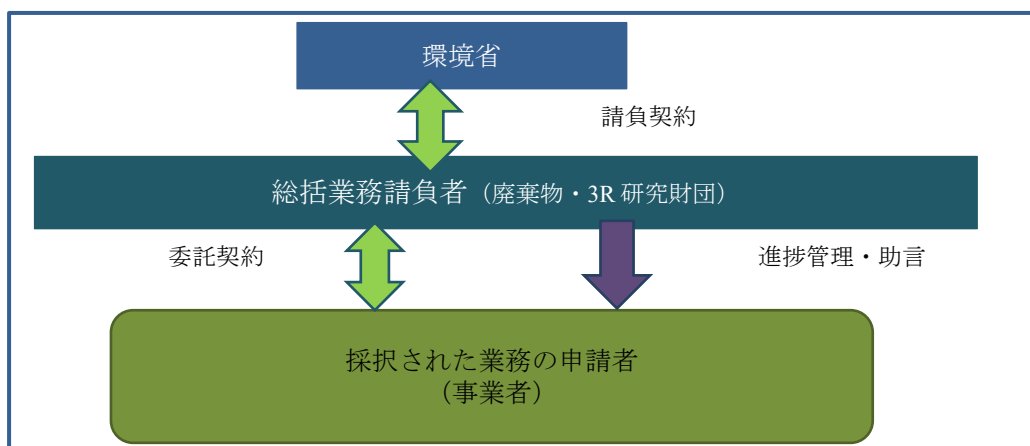 環境省
請負契約
総括業務請負者（廃棄物・3R 研究財団）
委託契約
進捗管理・助言
採択された業務の申請者
（事業者）